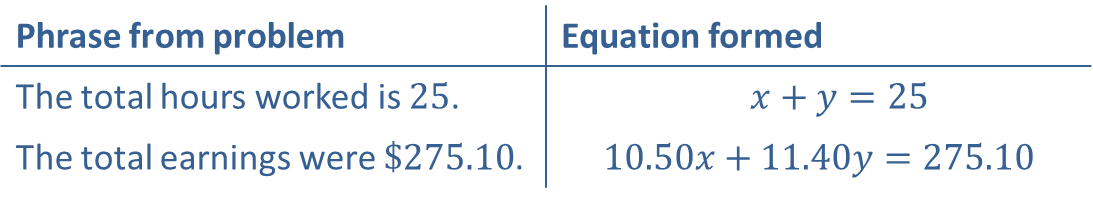 Phrase from problem Equation formed
The total hours worked is 25. x + y = 25
The total earnings were $275.10. 10.50x + 11.40y = 275.10